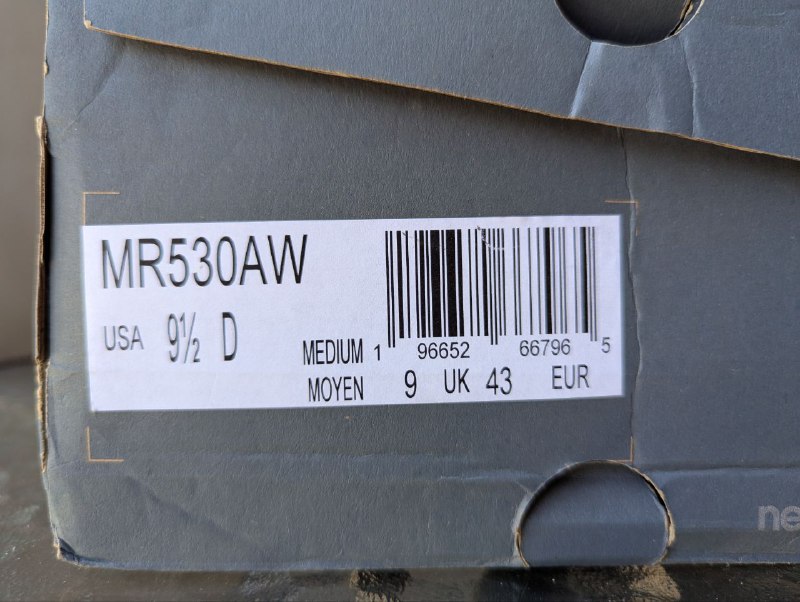 MR530AW
USA 9½ D
MEDIUM 1 96652 66796 5
MOYEN 9 UK 43 EUR
ne